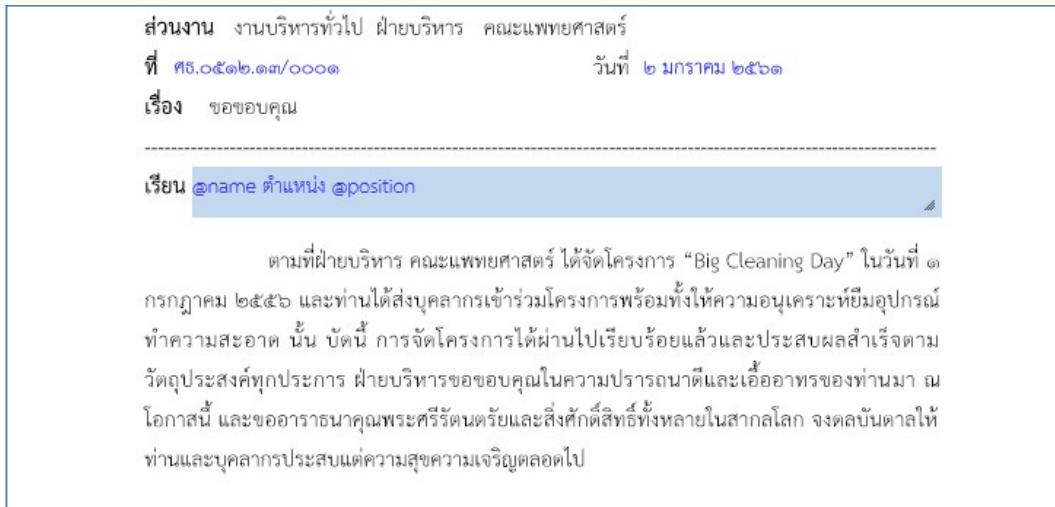 ส่วนงาน งานบริหารทั่วไป ฝ่ายบริหาร คณะแพทยศาสตร์
ที่ ศธ.๐๕๑๒.๑๓/๐๐๐๑ วันที่ ๒ มกราคม ๒๕๖๑
เรื่อง ขอขอบคุณ
เรียน @name ตำแหน่ง @position
ตามที่ฝ่ายบริหาร คณะแพทยศาสตร์ ได้จัดโครงการ “Big Cleaning Day” ในวันที่ ๑
กรกฎาคม ๒๕๕๖ และท่านได้ส่งบุคลากรเข้าร่วมโครงการพร้อมทั้งให้ความอนุเคราะห์ยืมอุปกรณ์
ทำความสะอาด นั้น บัดนี้ การจัดโครงการได้ผ่านไปเรียบร้อยแล้วและประสบผลสำเร็จตาม
วัตถุประสงค์ทุกประการ ฝ่ายบริหารขอขอบคุณในความปรารถนาดีและเอื้ออาทรของท่านมา ณ
โอกาสนี้ และขออาราธนาคุณพระศรีรัตนตรัยและสิ่งศักดิ์สิทธิ์ทั้งหลายในสากลโลก จงดลบันดาลให้
ท่านและบุคลากรประสบแต่ความสุขความเจริญตลอดไป